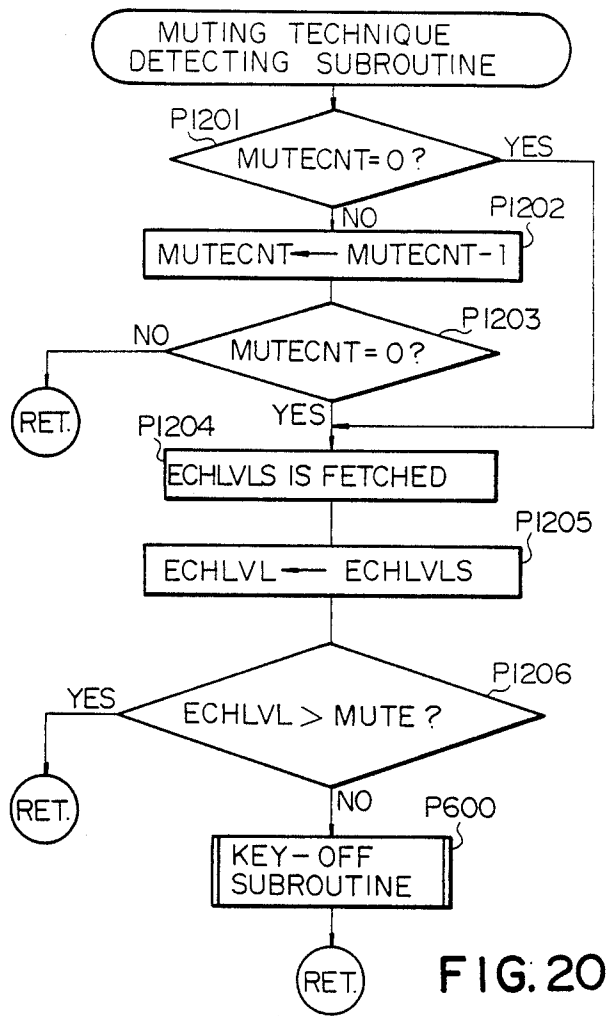 MUTING TECHNIQUE
DETECTING SUBROUTINE
P1201
MUTECNT=0?
YES
NO
P1202
MUTECNT ← MUTECNT-1
P1203
NO
MUTECNT=0?
RET.
YES
P1204
ECHLVLS IS FETCHED
P1205
ECHLVL ← ECHLVLS
P1206
YES
ECHLVL > MUTE?
RET.
NO
P600
KEY-OFF
SUBROUTINE
RET.
FIG. 20